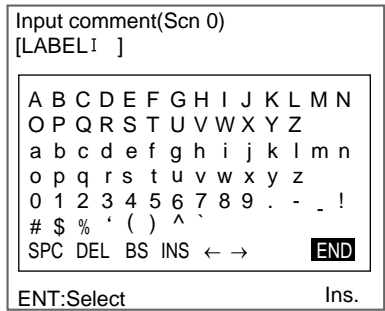 Input comment(Scn 0)
[LABELI ]
A B C D E F G H I J K L M N
O P Q R S T U V W X Y Z
a b c d e f g h i j k l m n
o p q r s t u v w x y z
0 1 2 3 4 5 6 7 8 9 . - _ !
# $ % ‘ ( ) ^ `
SPC DEL BS INS ← → END
ENT:Select Ins.